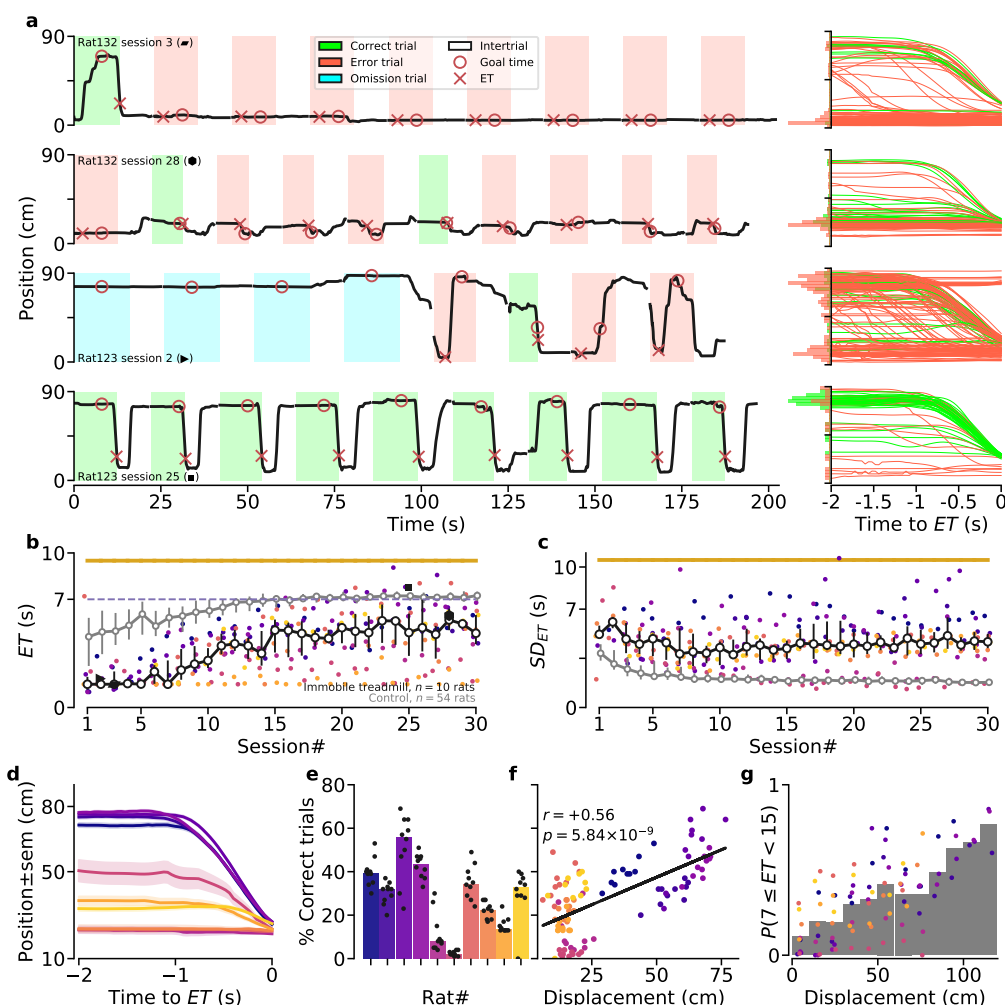 a
90
0
Rat132 session 3 (▰)
Correct trial
Error trial
Omission trial
Intertrial
Goal time
ET
90
0
Rat132 session 28 (⬢)
90
0
Rat123 session 2 (▶)
90
0
Rat123 session 25 (■)
Position (cm)
0 25 50 75 100 125 150 175 200
Time (s)
-2 -1.5 -1 -0.5 0
Time to ET (s)
b
10
7
0
ET (s)
Immobile treadmill, n = 10 rats
Control, n = 54 rats
1 5 10 15 20 25 30
Session#
c
10
7
0
SD_ET (s)
1 5 10 15 20 25 30
Session#
d
80
50
10
Position±sem (cm)
−2 −1 0
Time to ET (s)
e
80
60
40
20
0
% Correct trials
Rat#
f
r = +0.56
p = 5.84×10⁻⁹
25 50 75
Displacement (cm)
g
1
0
P(7 ≤ ET < 15)
0 50 100
Displacement (cm)